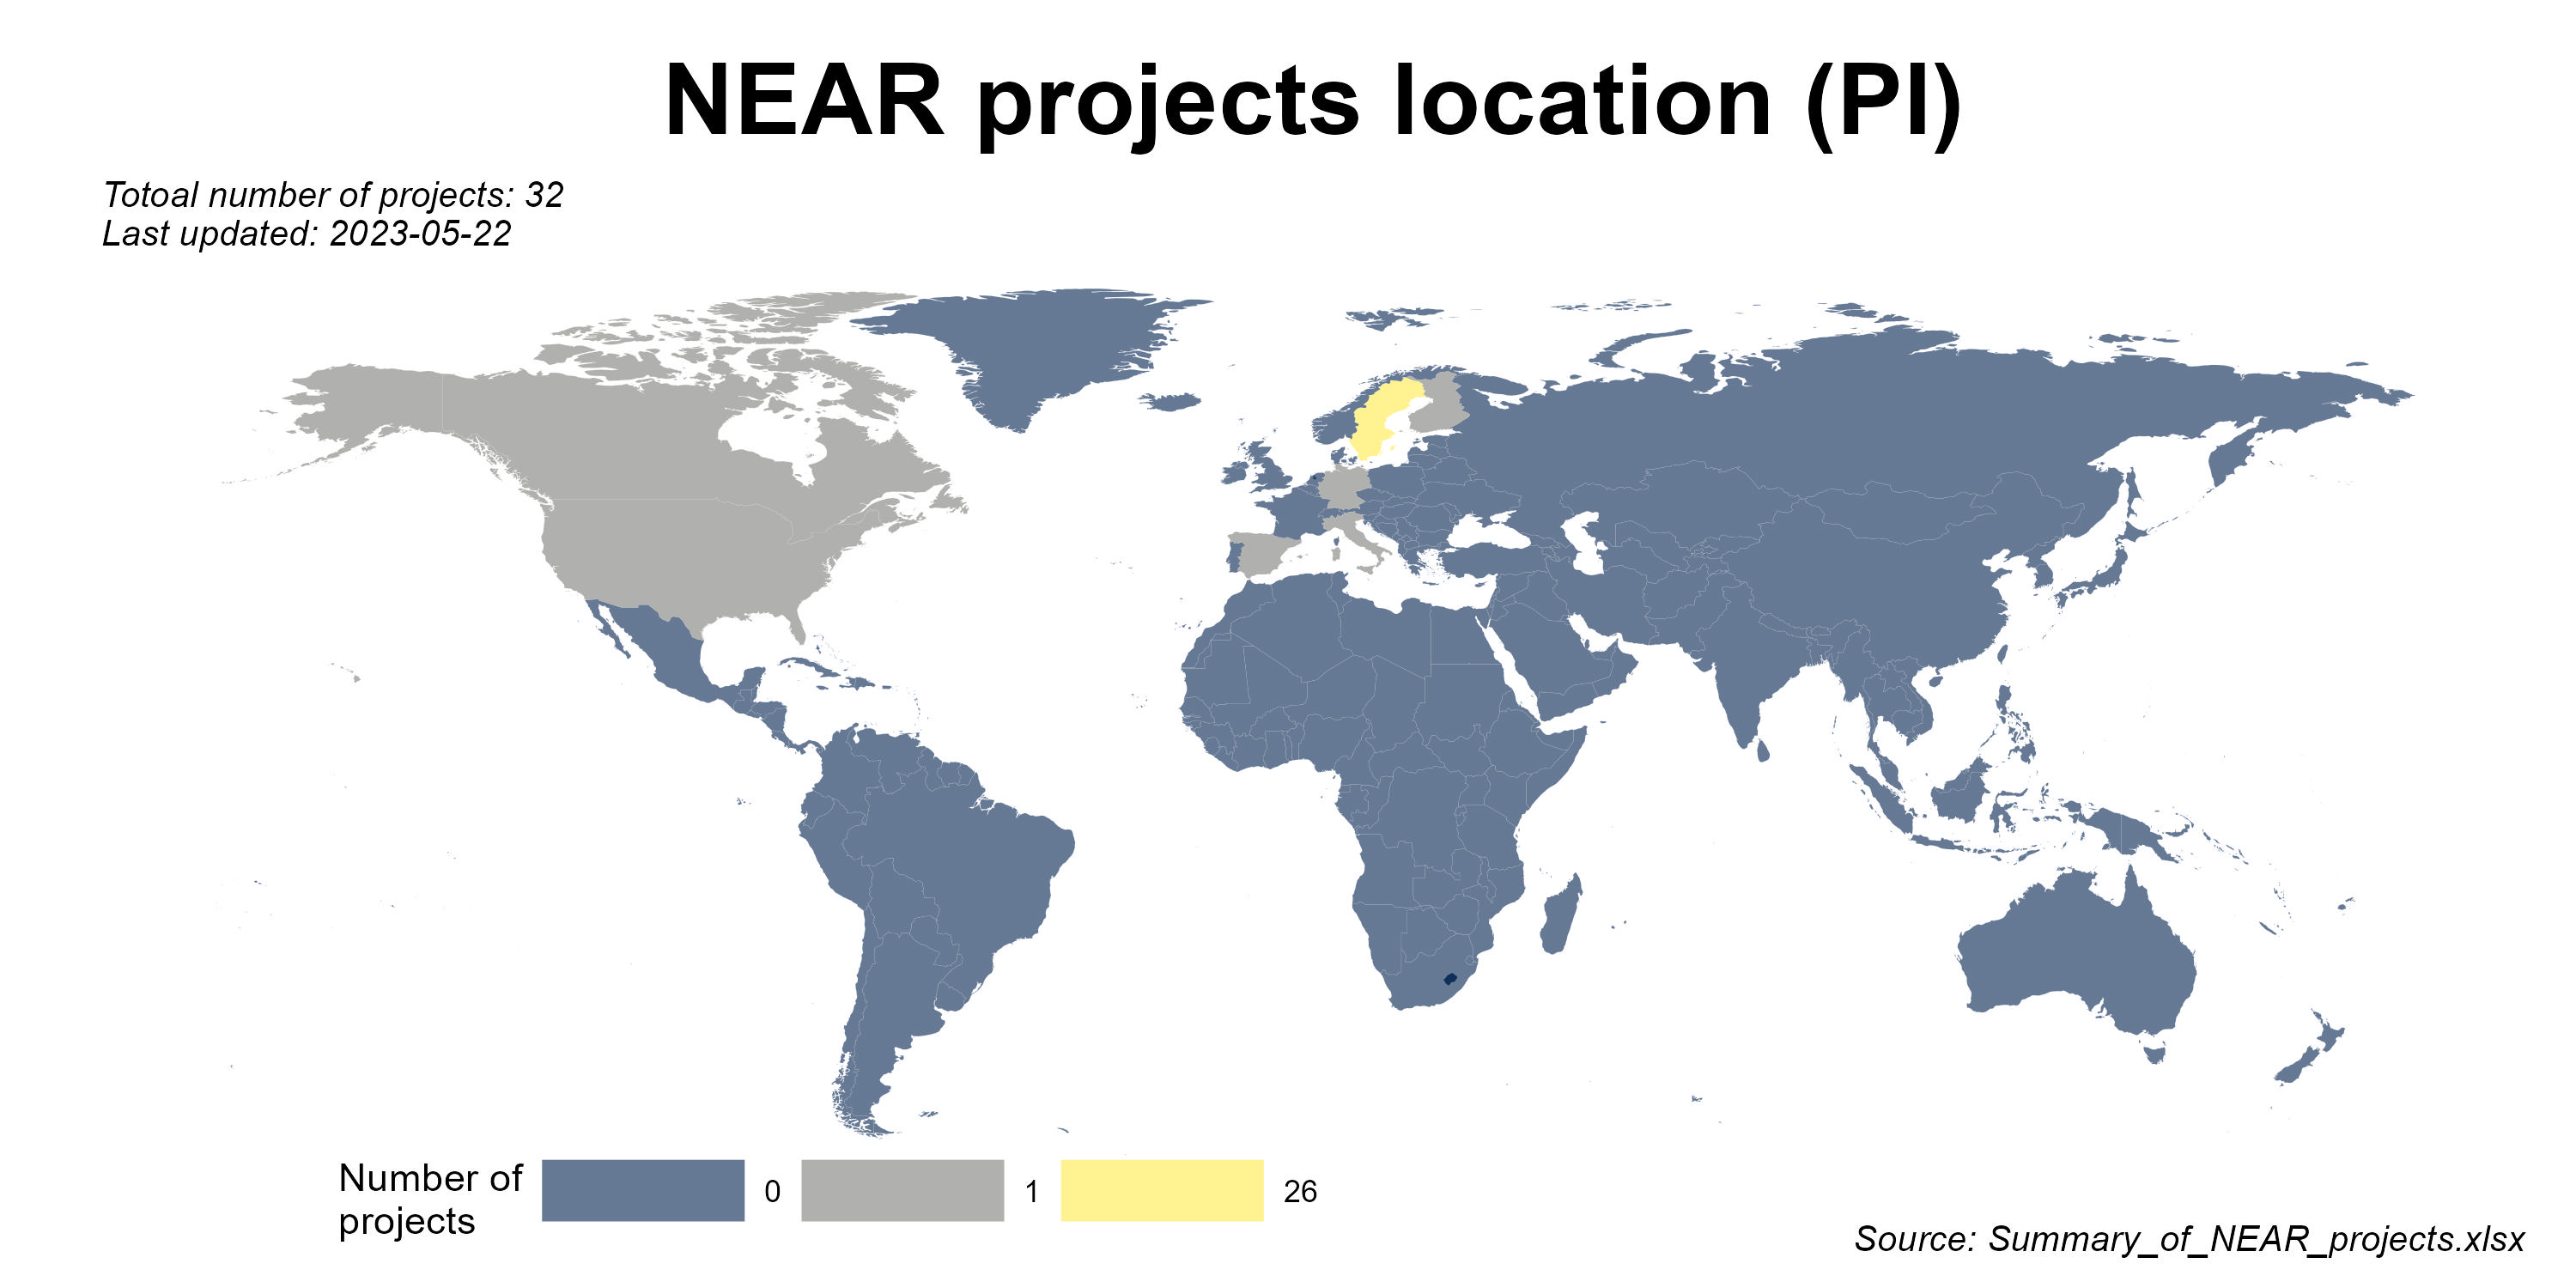 NEAR projects location (PI)
Totoal number of projects: 32
Last updated: 2023-05-22
Number of
projects
0
1
26
Source: Summary_of_NEAR_projects.xlsx